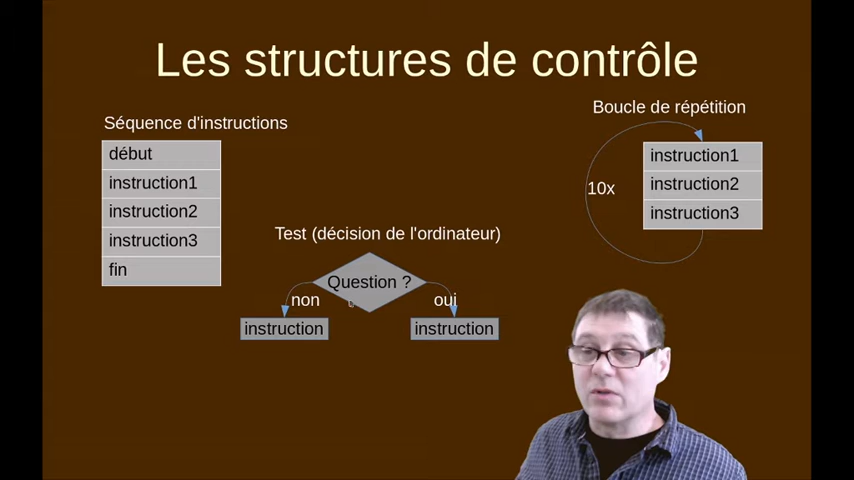 Les structures de contrôle
Séquence d'instructions
début
instruction1
instruction2
instruction3
fin
Test (décision de l'ordinateur)
Question ?
non
oui
instruction
instruction
Boucle de répétition
10x
instruction1
instruction2
instruction3